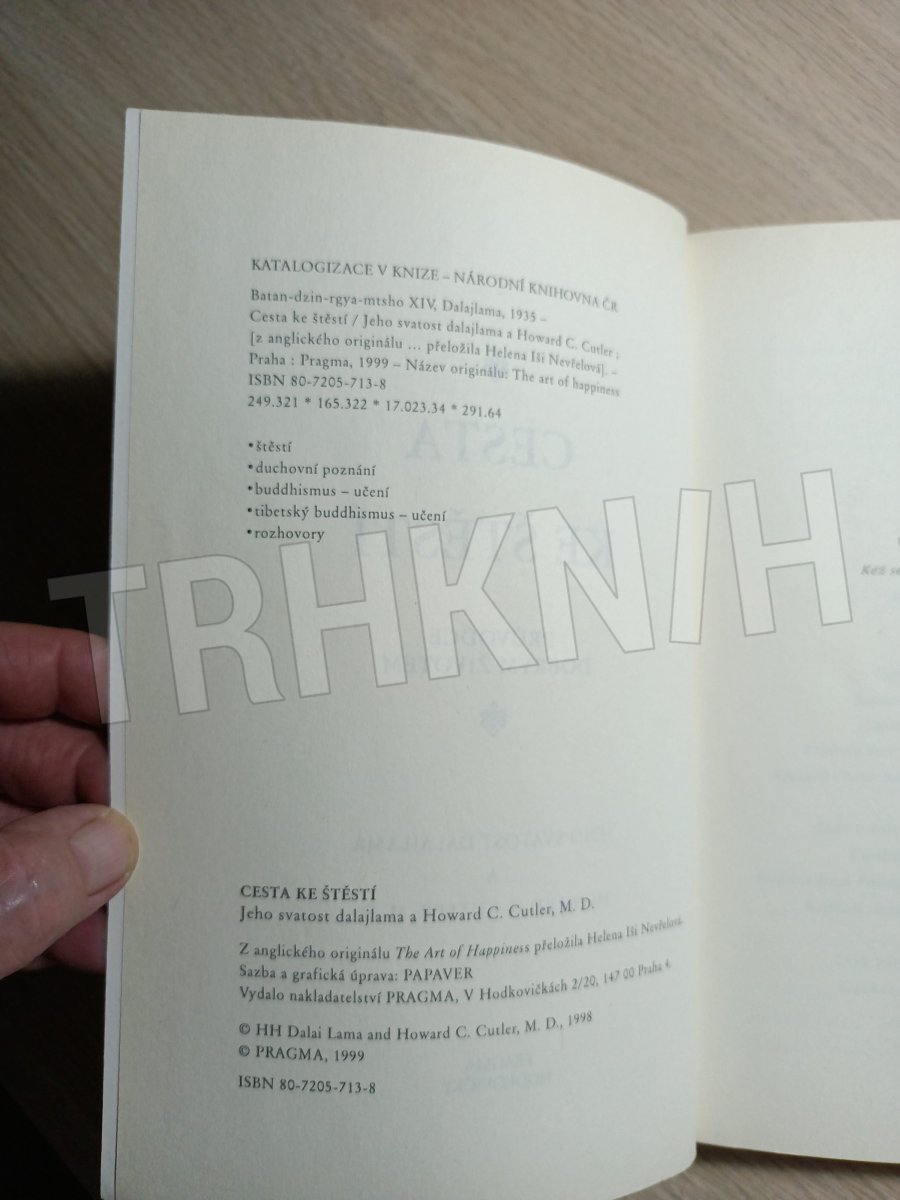 KATALOGIZACE V KNIZE – NÁRODNÍ KNIHOVNA ČR
Batan-dzin-rgya-mtsho XIV, Dalajlama, 1935 –
Cesta ke štěstí / Jeho svatost dalajlama a Howard C. Cutler ;
[z anglického originálu ... přeložila Helena Iši Nevřelová]. –
Praha : Pragma, 1999 – Název originálu: The art of happiness
ISBN 80-7205-713-8
249.321 * 165.322 * 17.023.34 * 291.64
•štěstí
•duchovní poznání
•buddhismus – učení
•tibetský buddhismus – učení
•rozhovory
TRHKNIH
CESTA KE ŠTĚSTÍ
Jeho svatost dalajlama a Howard C. Cutler, M. D.
Z anglického originálu The Art of Happiness přeložila Helena Iši Nevřelová.
Sazba a grafická úprava: PAPAVER
Vydalo nakladatelství PRAGMA, V Hodkovičkách 2/20, 147 00 Praha 4.
© HH Dalai Lama and Howard C. Cutler, M. D., 1998
© PRAGMA, 1999
ISBN 80-7205-713-8
Kéž se